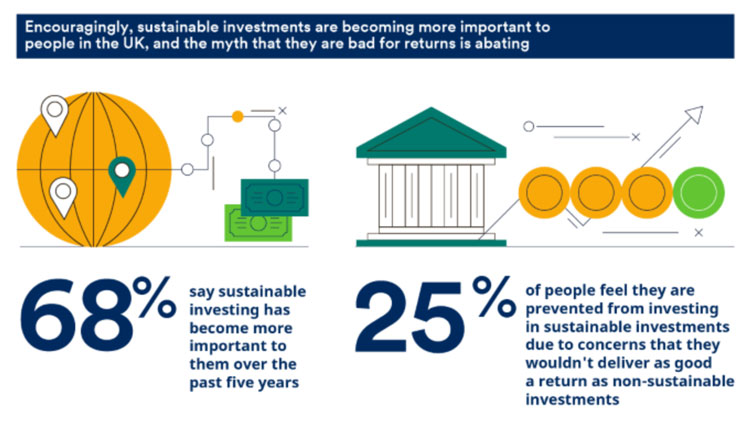 Encouragingly, sustainable investments are becoming more important to
people in the UK, and the myth that they are bad for returns is abating
68%
say sustainable
investing has
become more
important to
them over the
past five years
25%
of people feel they are
prevented from investing
in sustainable investments
due to concerns that they
wouldn't deliver as good
a return as non-sustainable
investments